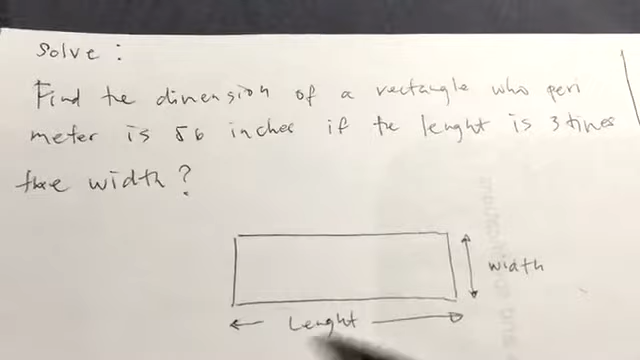 Solve :
Find the dimension of a rectangle who peri
meter is 56 inches if the lenght is 3 times
the width ?
width
Lenght